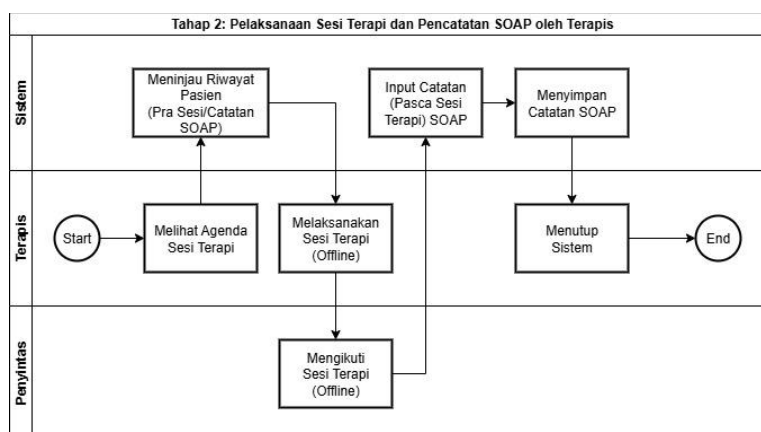 Tahap 2: Pelaksanaan Sesi Terapi dan Pencatatan SOAP oleh Terapis
Sistem
Meninjau Riwayat
Pasien
(Pra Sesi/Catatan
SOAP)
Input Catatan
(Pasca Sesi
Terapi) SOAP
Menyimpan
Catatan SOAP
Terapis
Start
Melihat Agenda
Sesi Terapi
Melaksanakan
Sesi Terapi
(Offline)
Menutup
Sistem
End
Penyintas
Mengikuti
Sesi Terapi
(Offline)